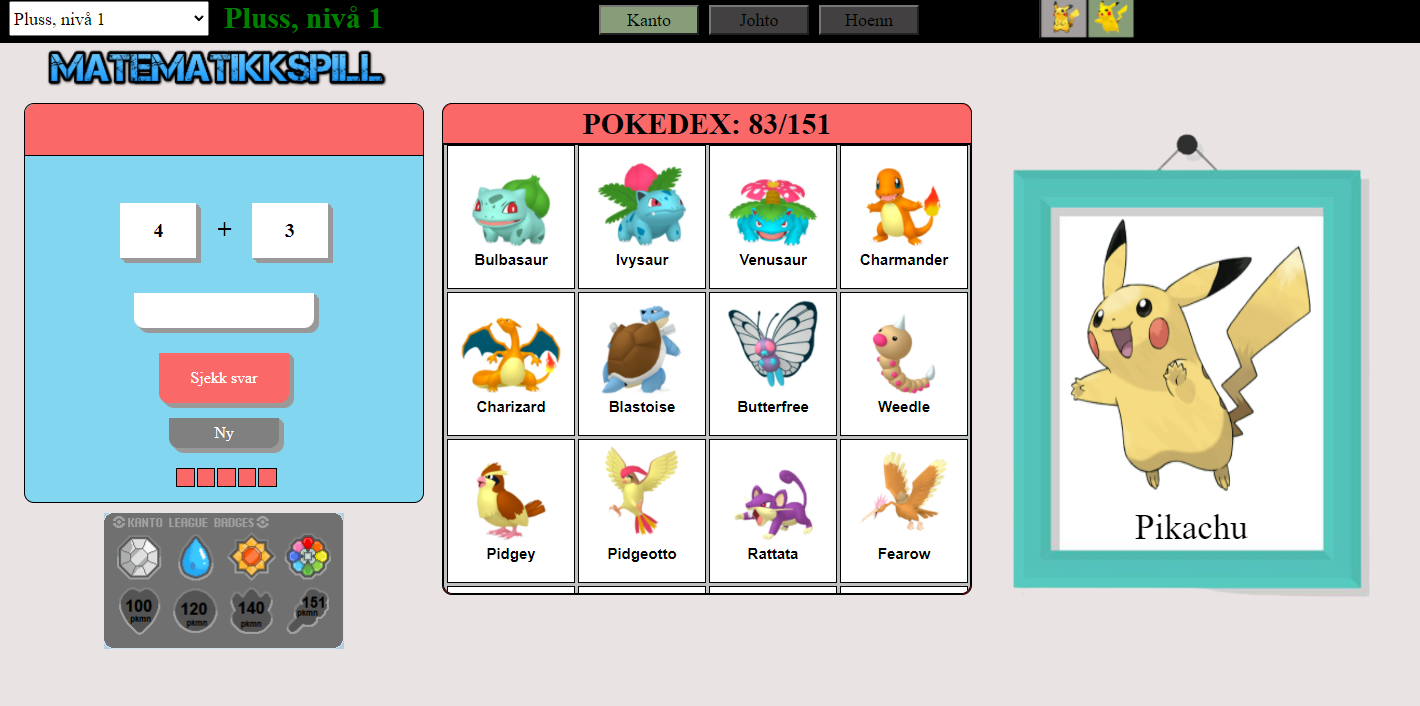 Pluss, nivå 1
Pluss, nivå 1
Kanto
Johto
Hoenn
MATEMATIKKSPILL
4 + 3
Sjekk svar
Ny
KANTO LEAGUE BADGES
100 pkmn
120 pkmn
140 pkmn
151 pkmn
POKEDEX: 83/151
Bulbasaur
Ivysaur
Venusaur
Charmander
Charizard
Blastoise
Butterfree
Weedle
Pidgey
Pidgeotto
Rattata
Fearow
Pikachu